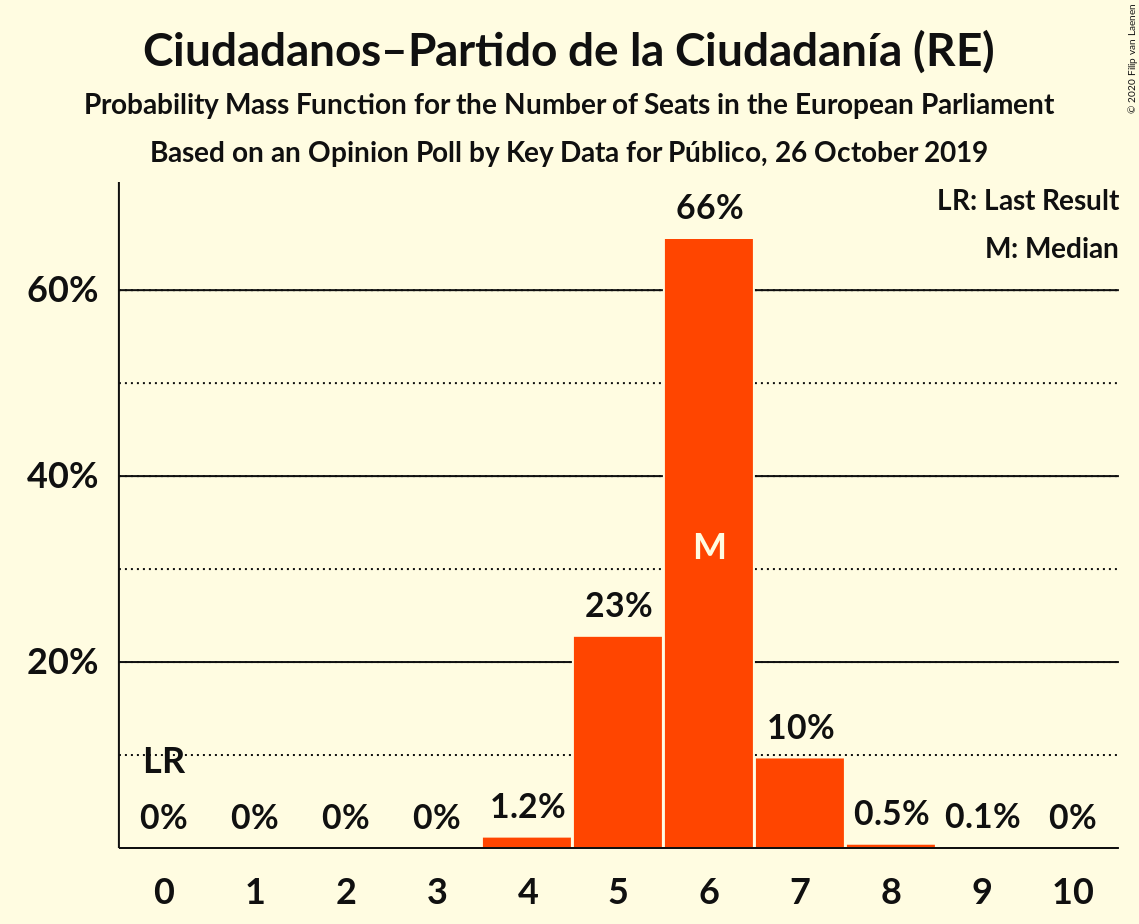 Ciudadanos–Partido de la Ciudadanía (RE)
Probability Mass Function for the Number of Seats in the European Parliament
Based on an Opinion Poll by Key Data for Público, 26 October 2019
© 2020 Filip van Laenen
LR: Last Result
M: Median
66%
60%
40%
M
23%
20%
10%
LR
0% 0% 0% 0% 1.2% 0.5% 0.1% 0%
0 1 2 3 4 5 6 7 8 9 10